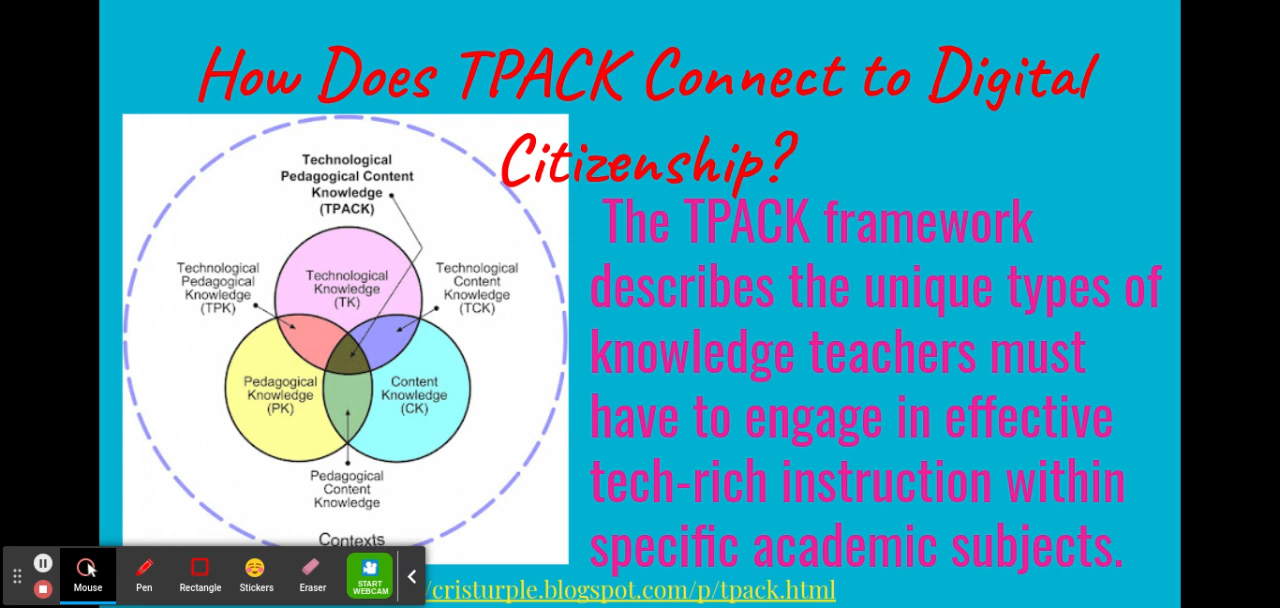 How Does TPACK Connect to Digital
Citizenship?
Technological
Pedagogical Content
Knowledge
(TPACK)
Technological
Pedagogical
Knowledge
(TPK)
Technological
Knowledge
(TK)
Technological
Content
Knowledge
(TCK)
Pedagogical
Knowledge
(PK)
Content
Knowledge
(CK)
Pedagogical
Content
Knowledge
Contexts
The TPACK framework
describes the unique types of
knowledge teachers must
have to engage in effective
tech-rich instruction within
specific academic subjects.
/cristurple.blogspot.com/p/tpack.html
Mouse
Pen
Rectangle
Stickers
Eraser
START
WEBCAM